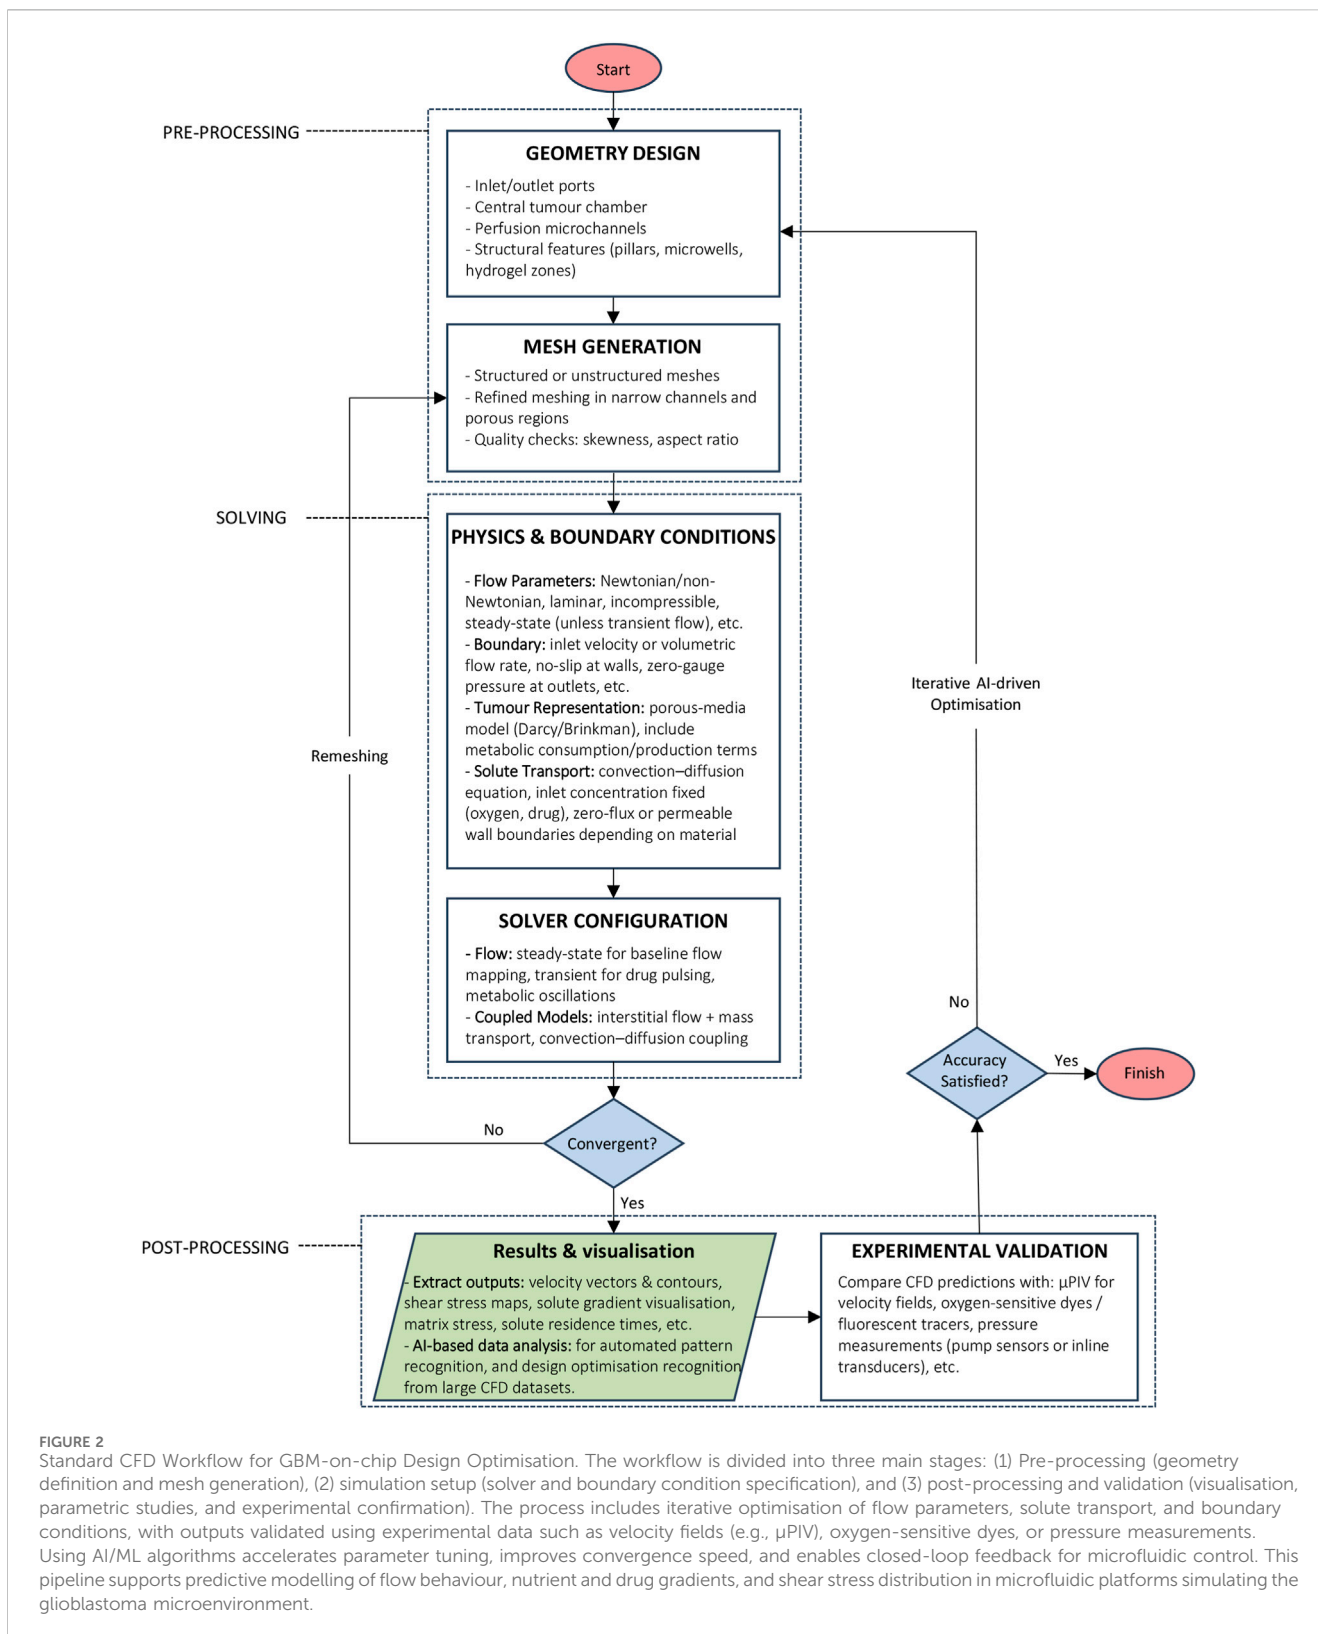 Start
PRE-PROCESSING
GEOMETRY DESIGN
- Inlet/outlet ports
- Central tumour chamber
- Perfusion microchannels
- Structural features (pillars, microwells,
hydrogel zones)
MESH GENERATION
- Structured or unstructured meshes
- Refined meshing in narrow channels and
porous regions
- Quality checks: skewness, aspect ratio
SOLVING
PHYSICS & BOUNDARY CONDITIONS
- Flow Parameters: Newtonian/non-
Newtonian, laminar, incompressible,
steady-state (unless transient flow), etc.
- Boundary: inlet velocity or volumetric
flow rate, no-slip at walls, zero-gauge
pressure at outlets, etc.
- Tumour Representation: porous-media
model (Darcy/Brinkman), include
metabolic consumption/production terms
- Solute Transport: convection–diffusion
equation, inlet concentration fixed
(oxygen, drug), zero-flux or permeable
wall boundaries depending on material
Remeshing
Iterative AI-driven
Optimisation
SOLVER CONFIGURATION
- Flow: steady-state for baseline flow
mapping, transient for drug pulsing,
metabolic oscillations
- Coupled Models: interstitial flow + mass
transport, convection–diffusion coupling
No
Accuracy
Satisfied?
Yes
Finish
No
Convergent?
Yes
POST-PROCESSING
Results & visualisation
- Extract outputs: velocity vectors & contours,
shear stress maps, solute gradient visualisation,
matrix stress, solute residence times, etc.
- AI-based data analysis: for automated pattern
recognition, and design optimisation recognition
from large CFD datasets.
EXPERIMENTAL VALIDATION
Compare CFD predictions with: µPIV for
velocity fields, oxygen-sensitive dyes /
fluorescent tracers, pressure
measurements (pump sensors or inline
transducers), etc.
FIGURE 2
Standard CFD Workflow for GBM-on-chip Design Optimisation. The workflow is divided into three main stages: (1) Pre-processing (geometry
definition and mesh generation), (2) simulation setup (solver and boundary condition specification), and (3) post-processing and validation (visualisation,
parametric studies, and experimental confirmation). The process includes iterative optimisation of flow parameters, solute transport, and boundary
conditions, with outputs validated using experimental data such as velocity fields (e.g., µPIV), oxygen-sensitive dyes, or pressure measurements.
Using AI/ML algorithms accelerates parameter tuning, improves convergence speed, and enables closed-loop feedback for microfluidic control. This
pipeline supports predictive modelling of flow behaviour, nutrient and drug gradients, and shear stress distribution in microfluidic platforms simulating the
glioblastoma microenvironment.